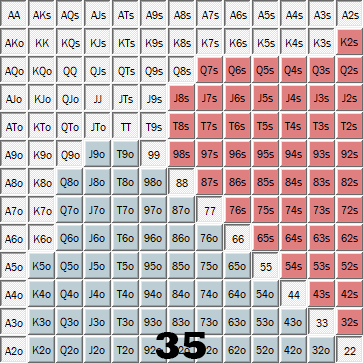 AA AKs AQs AJs ATs A9s A8s A7s A6s A5s A4s A3s A2s
AKo KK KQs KJs KTs K9s K8s K7s K6s K5s K4s K3s K2s
AQo KQo QQ QJs QTs Q9s Q8s Q7s Q6s Q5s Q4s Q3s Q2s
AJo KJo QJo JJ JTs J9s J8s J7s J6s J5s J4s J3s J2s
ATo KTo QTo JTo TT T9s T8s T7s T6s T5s T4s T3s T2s
A9o K9o Q9o J9o T9o 99 98s 97s 96s 95s 94s 93s 92s
A8o K8o Q8o J8o T8o 98o 88 87s 86s 85s 84s 83s 82s
A7o K7o Q7o J7o T7o 97o 87o 77 76s 75s 74s 73s 72s
A6o K6o Q6o J6o T6o 96o 86o 76o 66 65s 64s 63s 62s
A5o K5o Q5o J5o T5o 95o 85o 75o 65o 55 54s 53s 52s
A4o K4o Q4o J4o T4o 94o 84o 74o 64o 54o 44 43s 42s
A3o K3o Q3o J3o T3o 93o 83o 73o 63o 53o 43o 33 32s
A2o K2o Q2o J2o T2o 92o 82o 72o 62o 52o 42o 32o 22
35